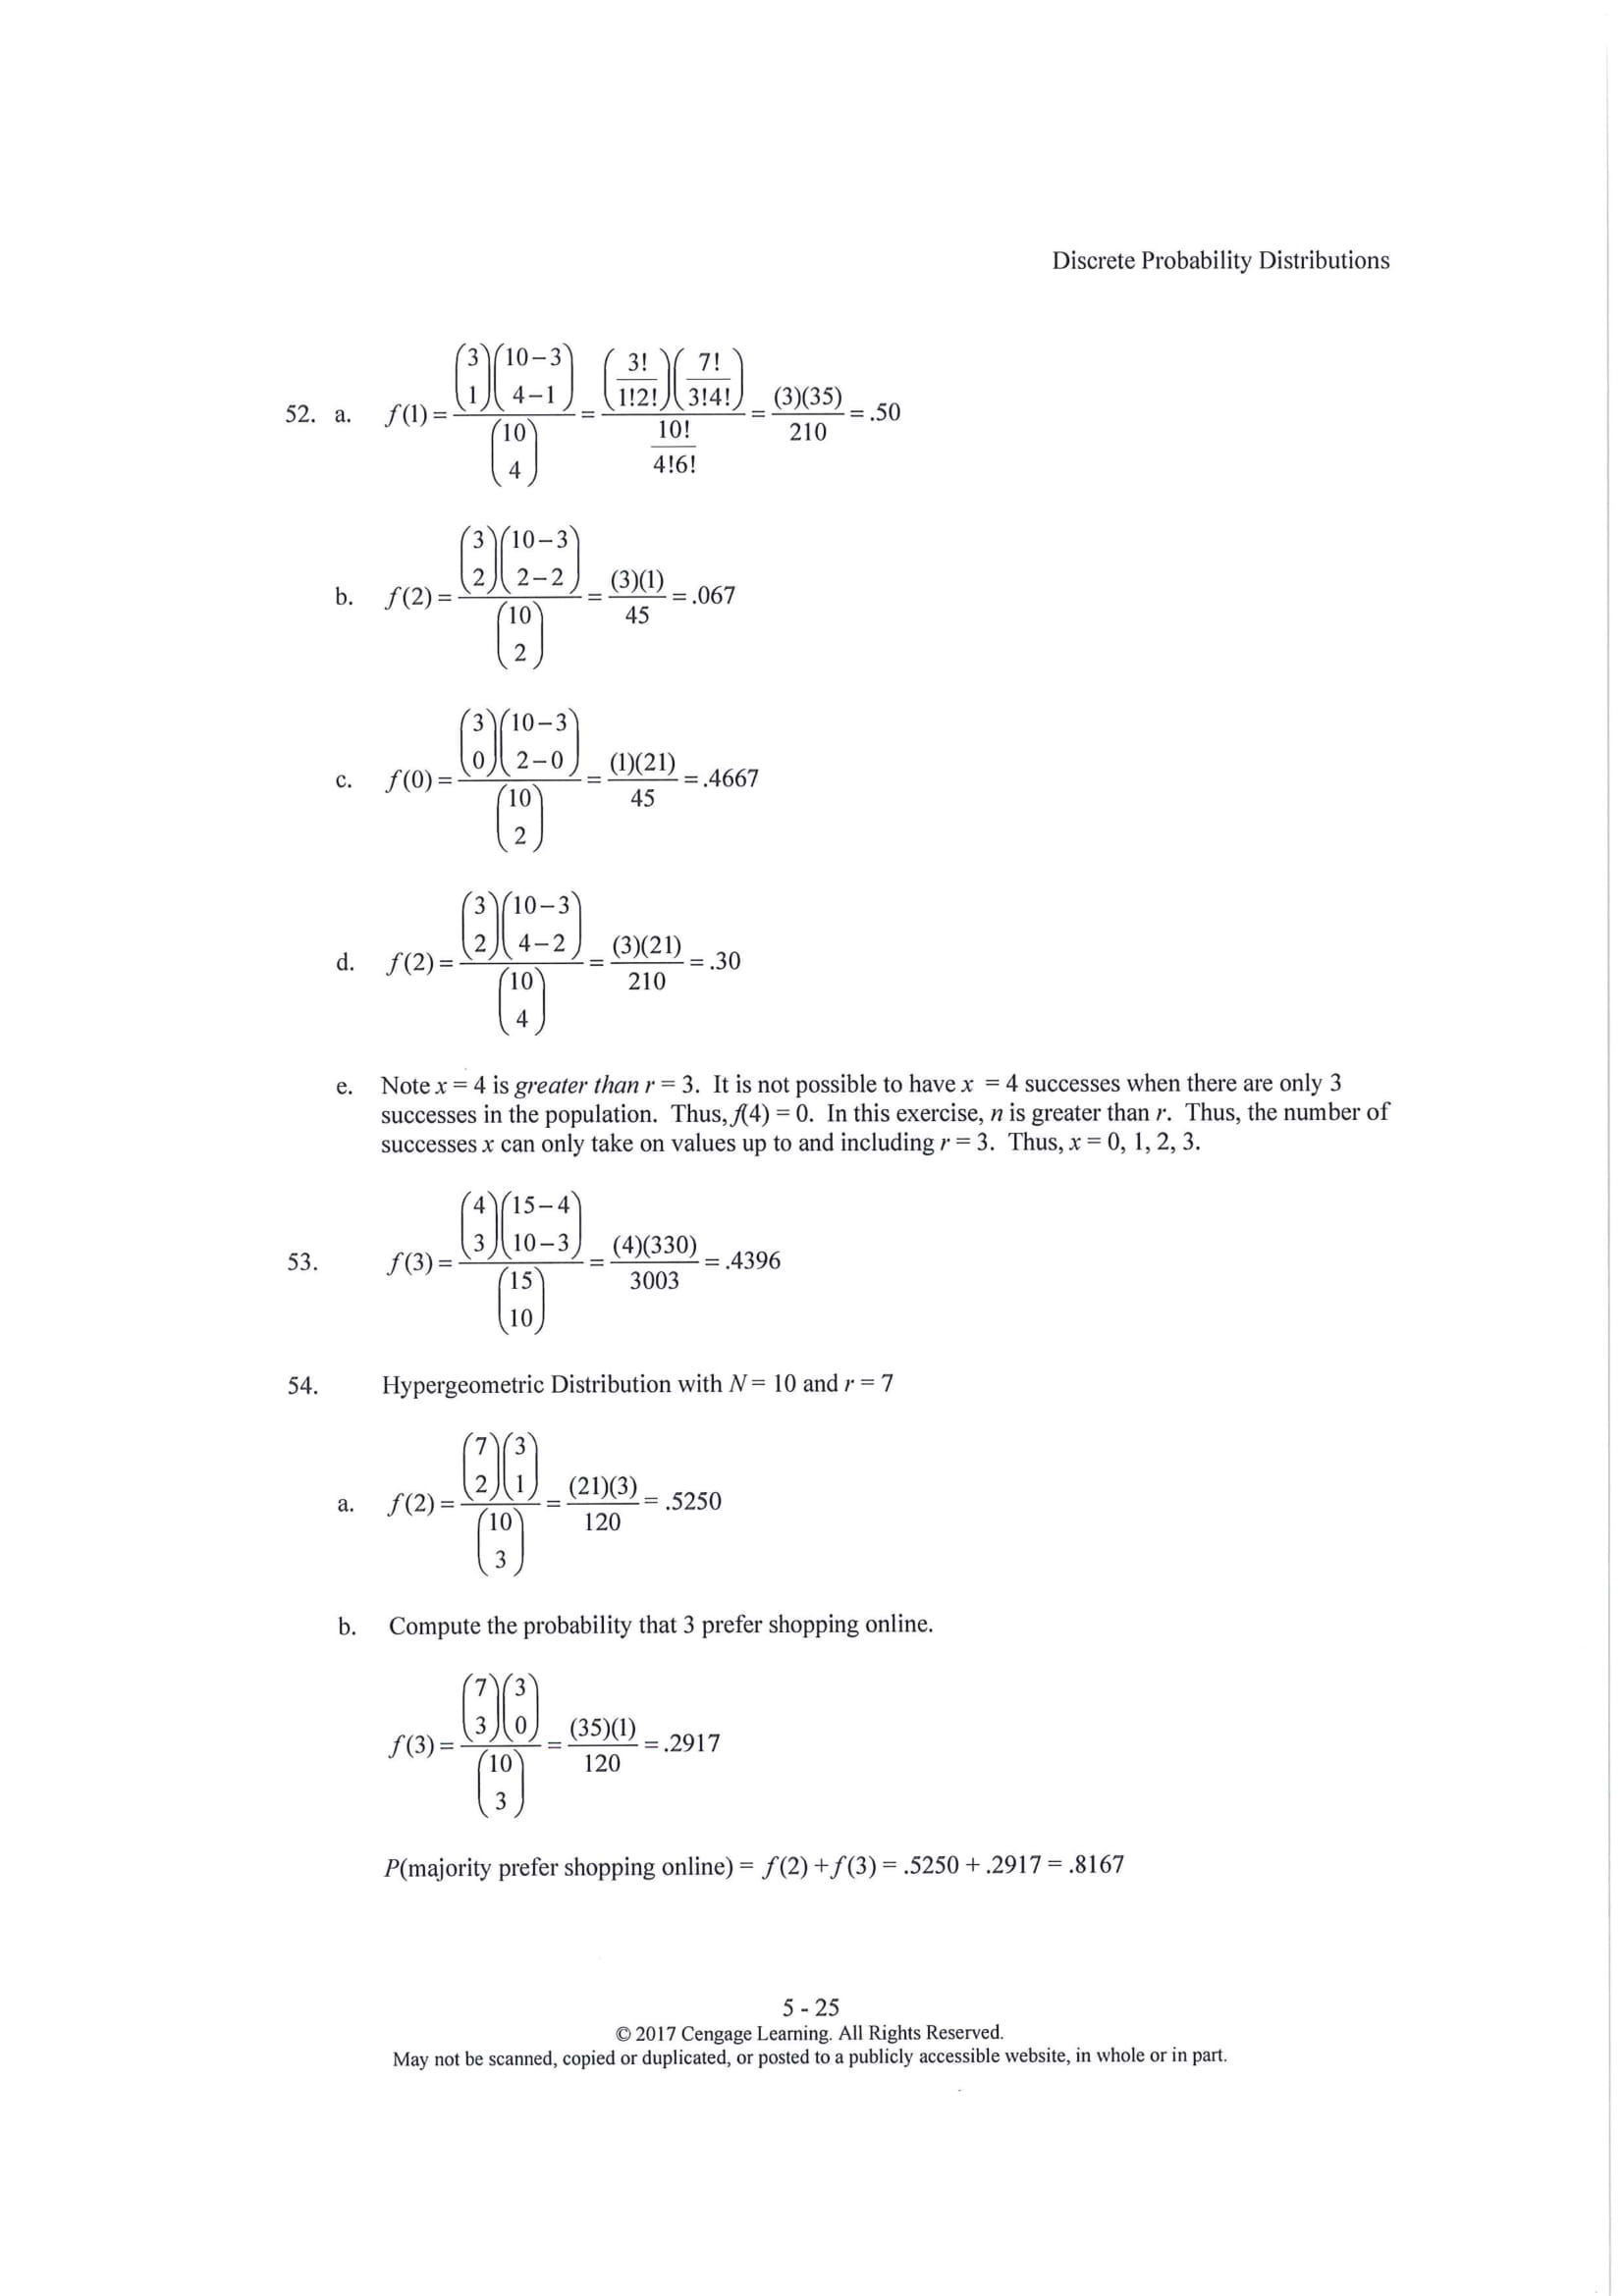 Discrete Probability Distributions
52. a. f(1) = \frac{\binom{3}{1}\binom{10-3}{4-1}}{\binom{10}{4}} = \frac{\left(\frac{3!}{1!2!}\right)\left(\frac{7!}{3!4!}\right)}{\frac{10!}{4!6!}} = \frac{(3)(35)}{210} = .50
b. f(2) = \frac{\binom{3}{2}\binom{10-3}{2-2}}{\binom{10}{2}} = \frac{(3)(1)}{45} = .067
c. f(0) = \frac{\binom{3}{0}\binom{10-3}{2-0}}{\binom{10}{2}} = \frac{(1)(21)}{45} = .4667
d. f(2) = \frac{\binom{3}{2}\binom{10-3}{4-2}}{\binom{10}{4}} = \frac{(3)(21)}{210} = .30
e. Note x = 4 is greater than r = 3. It is not possible to have x = 4 successes when there are only 3
successes in the population. Thus, f(4) = 0. In this exercise, n is greater than r. Thus, the number of
successes x can only take on values up to and including r = 3. Thus, x = 0, 1, 2, 3.
53. f(3) = \frac{\binom{4}{3}\binom{15-4}{10-3}}{\binom{15}{10}} = \frac{(4)(330)}{3003} = .4396
54. Hypergeometric Distribution with N = 10 and r = 7
a. f(2) = \frac{\binom{7}{2}\binom{3}{1}}{\binom{10}{3}} = \frac{(21)(3)}{120} = .5250
b. Compute the probability that 3 prefer shopping online.
f(3) = \frac{\binom{7}{3}\binom{3}{0}}{\binom{10}{3}} = \frac{(35)(1)}{120} = .2917
P(majority prefer shopping online) = f(2) + f(3) = .5250 + .2917 = .8167
5 - 25
© 2017 Cengage Learning. All Rights Reserved.
May not be scanned, copied or duplicated, or posted to a publicly accessible website, in whole or in part.